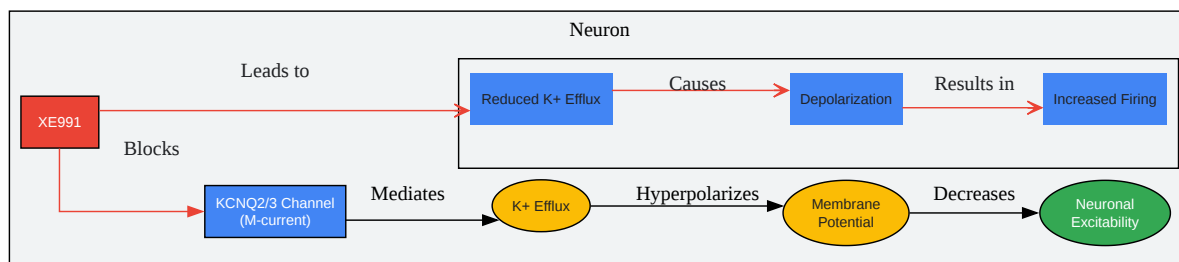 Neuron
Leads to
Causes
Results in
Reduced K+ Efflux
Depolarization
Increased Firing
XE991
Blocks
KCNQ2/3 Channel
(M-current)
Mediates
K+ Efflux
Hyperpolarizes
Membrane
Potential
Decreases
Neuronal
Excitability